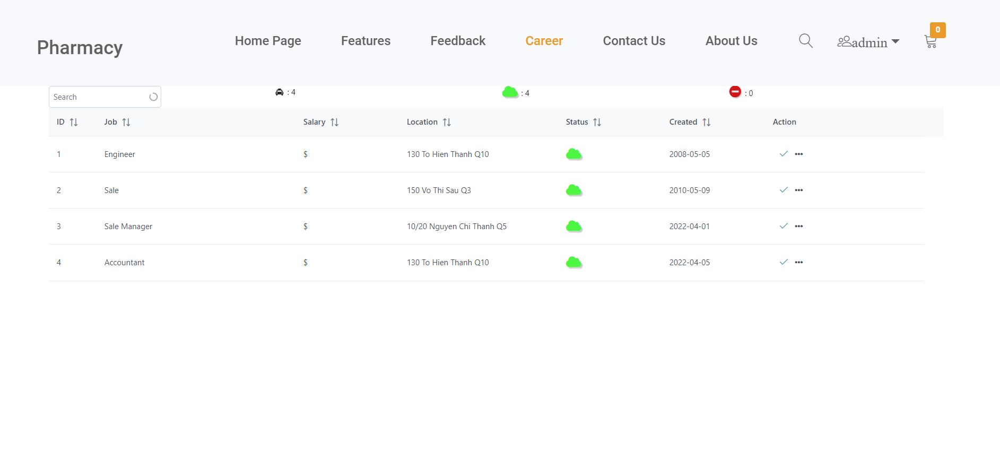 Pharmacy Home Page Features Feedback Career Contact Us About Us admin 0
Search : 4 : 4 : 0
ID Job Salary Location Status Created Action
1 Engineer $ 130 To Hien Thanh Q10 2008-05-05
2 Sale $ 150 Vo Thi Sau Q3 2010-05-09
3 Sale Manager $ 10/20 Nguyen Chi Thanh Q5 2022-04-01
4 Accountant $ 130 To Hien Thanh Q10 2022-04-05